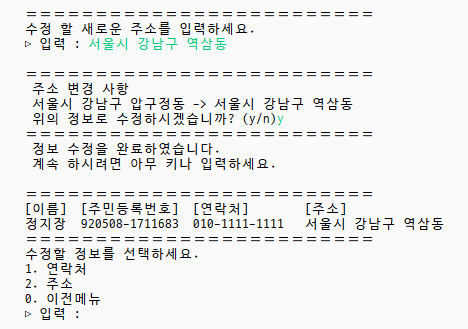 ===========================
수정 할 새로운 주소를 입력하세요.
▷ 입력 : 서울시 강남구 역삼동
===========================
주소 변경 사항
서울시 강남구 압구정동 -> 서울시 강남구 역삼동
위의 정보로 수정하시겠습니까? (y/n)y
===========================
정보 수정을 완료하였습니다.
계속 하시려면 아무 키나 입력하세요.
===========================
[이름] [주민등록번호] [연락처] [주소]
정지장 920508-1711683 010-1111-1111 서울시 강남구 역삼동
===========================
수정할 정보를 선택하세요.
1. 연락처
2. 주소
0. 이전메뉴
▷ 입력 :